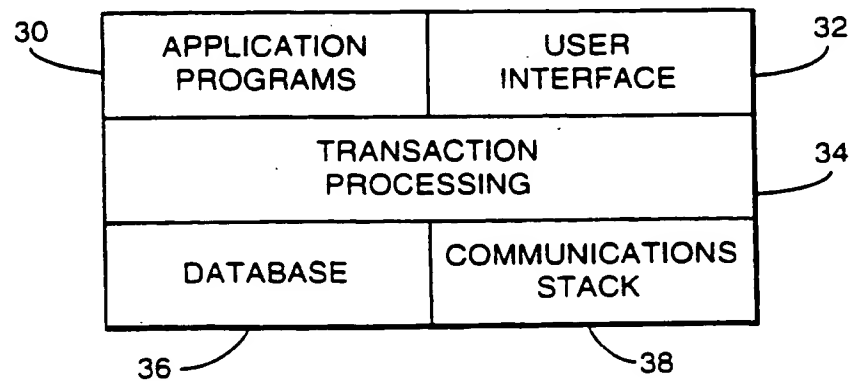 30
APPLICATION
PROGRAMS
USER
INTERFACE
32
TRANSACTION
PROCESSING
34
DATABASE
COMMUNICATIONS
STACK
36
38